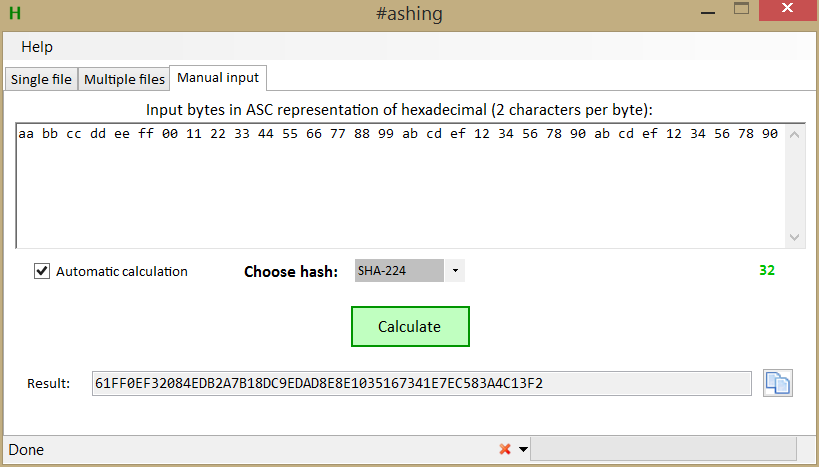 H
#ashing
Help
Single file Multiple files Manual input
Input bytes in ASC representation of hexadecimal (2 characters per byte):
aa bb cc dd ee ff 00 11 22 33 44 55 66 77 88 99 ab cd ef 12 34 56 78 90 ab cd ef 12 34 56 78 90
Automatic calculation Choose hash: SHA-224 32
Calculate
Result: 61FF0EF32084EDB2A7B18DC9EDAD8E8E1035167341E7EC583A4C13F2
Done